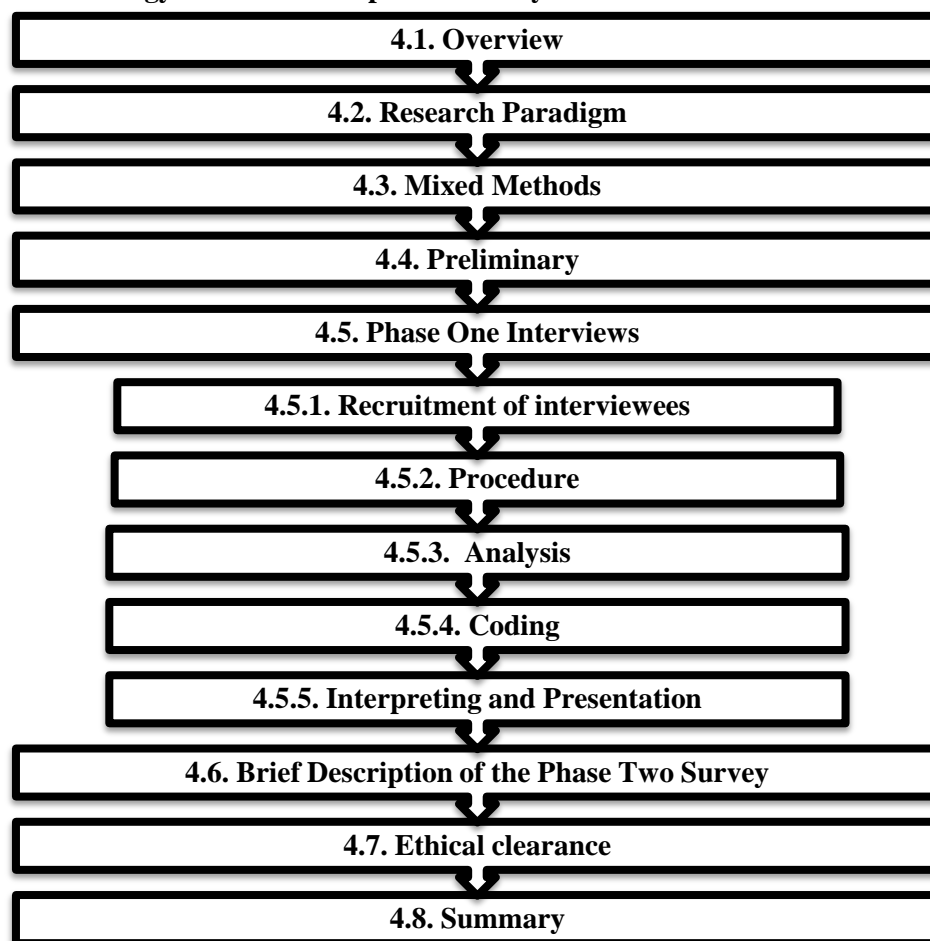 4.1. Overview
4.2. Research Paradigm
4.3. Mixed Methods
4.4. Preliminary
4.5. Phase One Interviews
4.5.1. Recruitment of interviewees
4.5.2. Procedure
4.5.3.  Analysis
4.5.4. Coding
4.5.5. Interpreting and Presentation
4.6. Brief Description of the Phase Two Survey
4.7. Ethical clearance
4.8. Summary